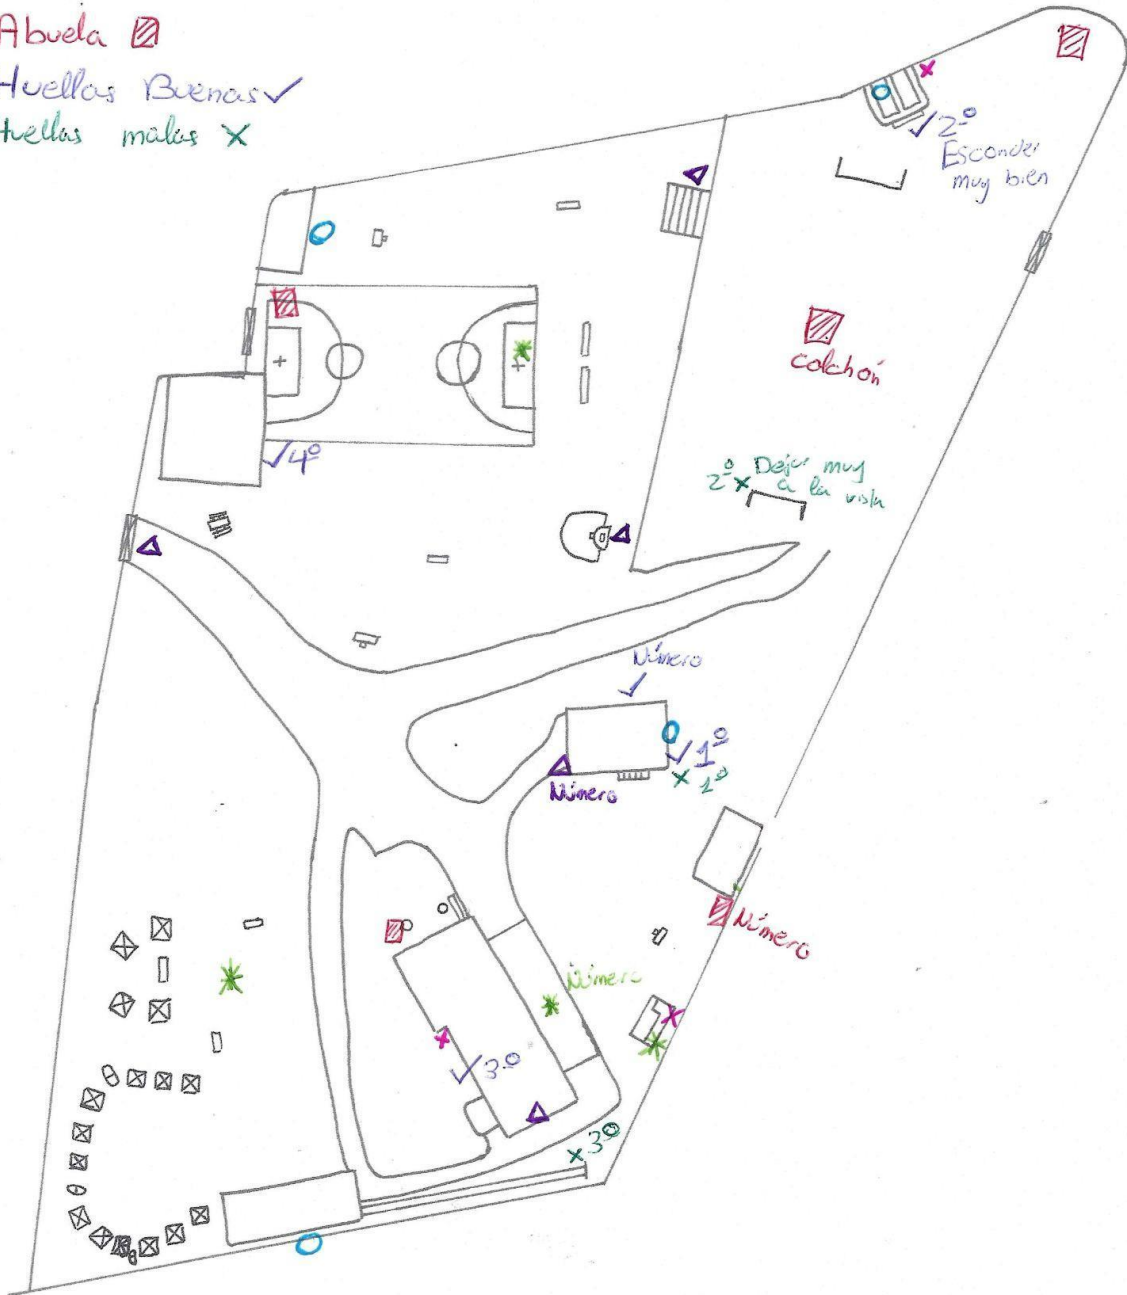 Abuela
Huellas Buenas ✓
Huellas malas X
✓ 2º
Esconder
muy bien
colchón
✓ 4º
2º x Dejar muy
a la vista
Número
✓
✓ 1º
x 1º
Número
Número
Número
✓ 3º
x 3º